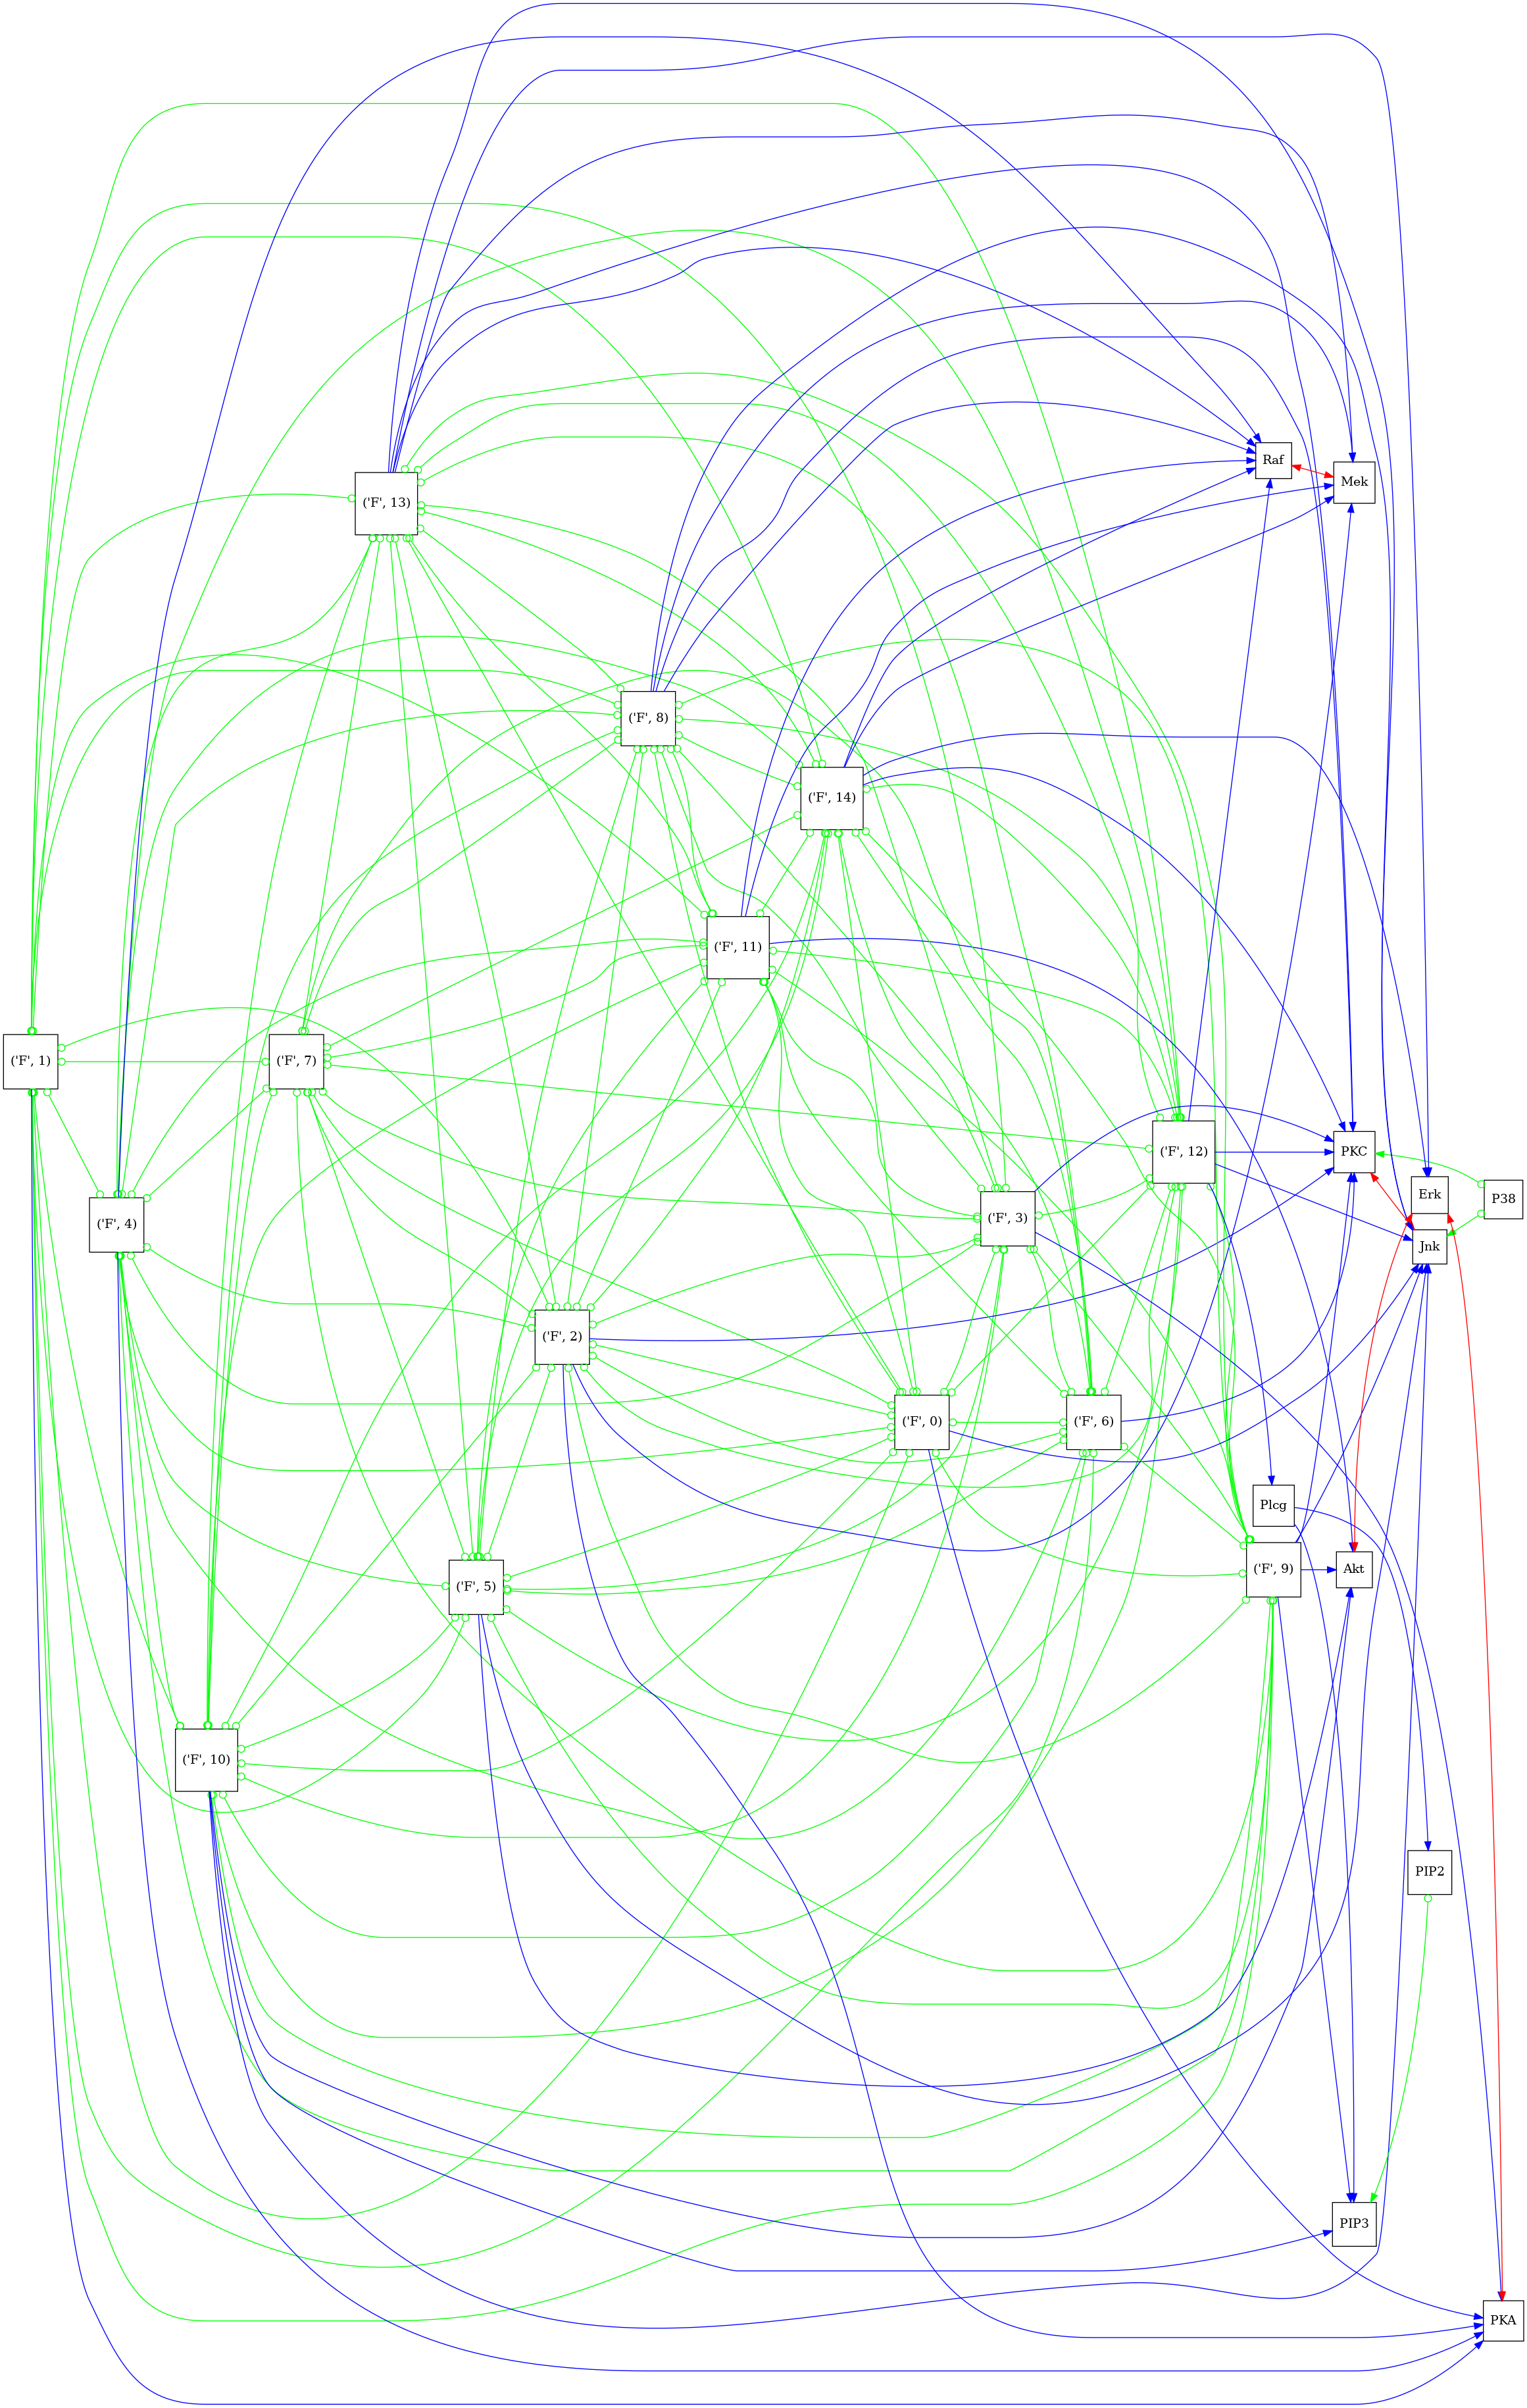 Raf
Mek
('F', 13)
('F', 8)
('F', 14)
('F', 11)
('F', 1)
('F', 7)
('F', 12)
PKC
Erk
P38
('F', 4)
('F', 3)
Jnk
('F', 2)
('F', 0)
('F', 6)
Plcg
('F', 9)
Akt
('F', 5)
('F', 10)
PIP2
PIP3
PKA